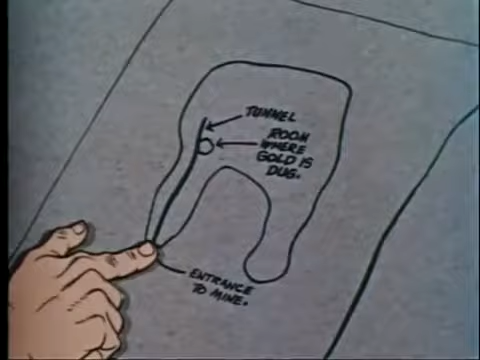 TUNNEL
ROOM
WHERE
GOLD IS
DUG.
ENTRANCE
TO MINE.